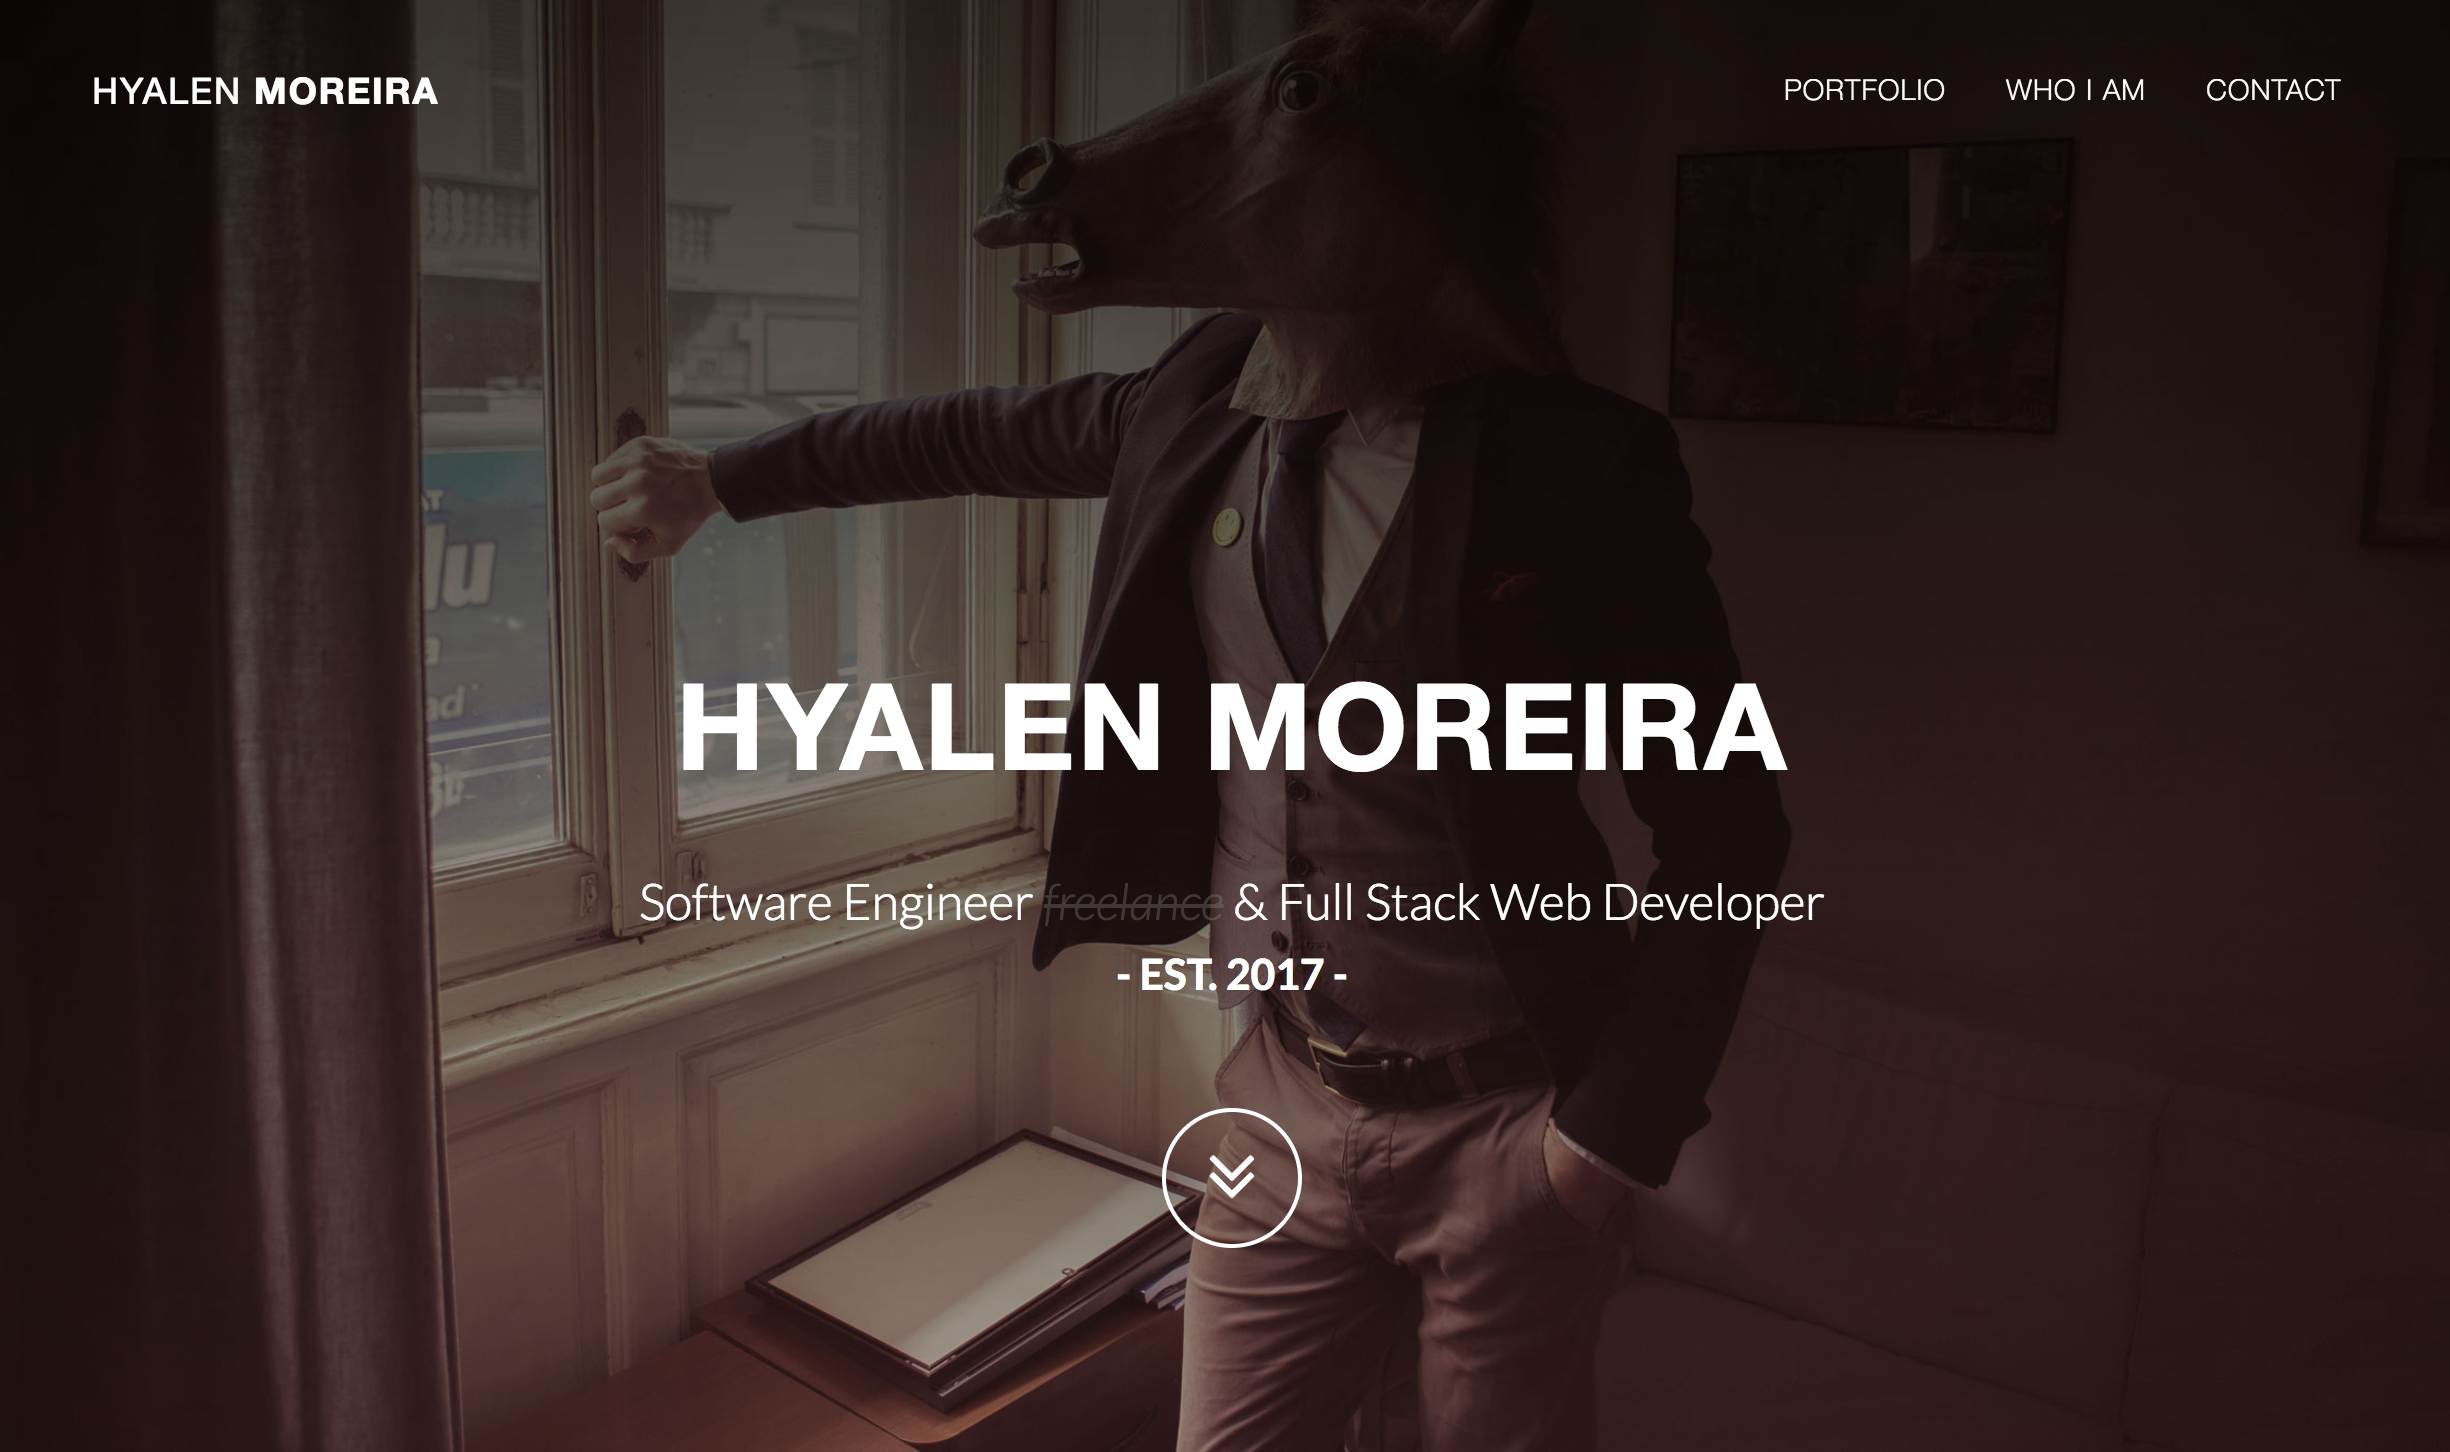 HYALEN MOREIRA
PORTFOLIO WHO I AM CONTACT
HYALEN MOREIRA
Software Engineer freelance & Full Stack Web Developer
- EST. 2017 -